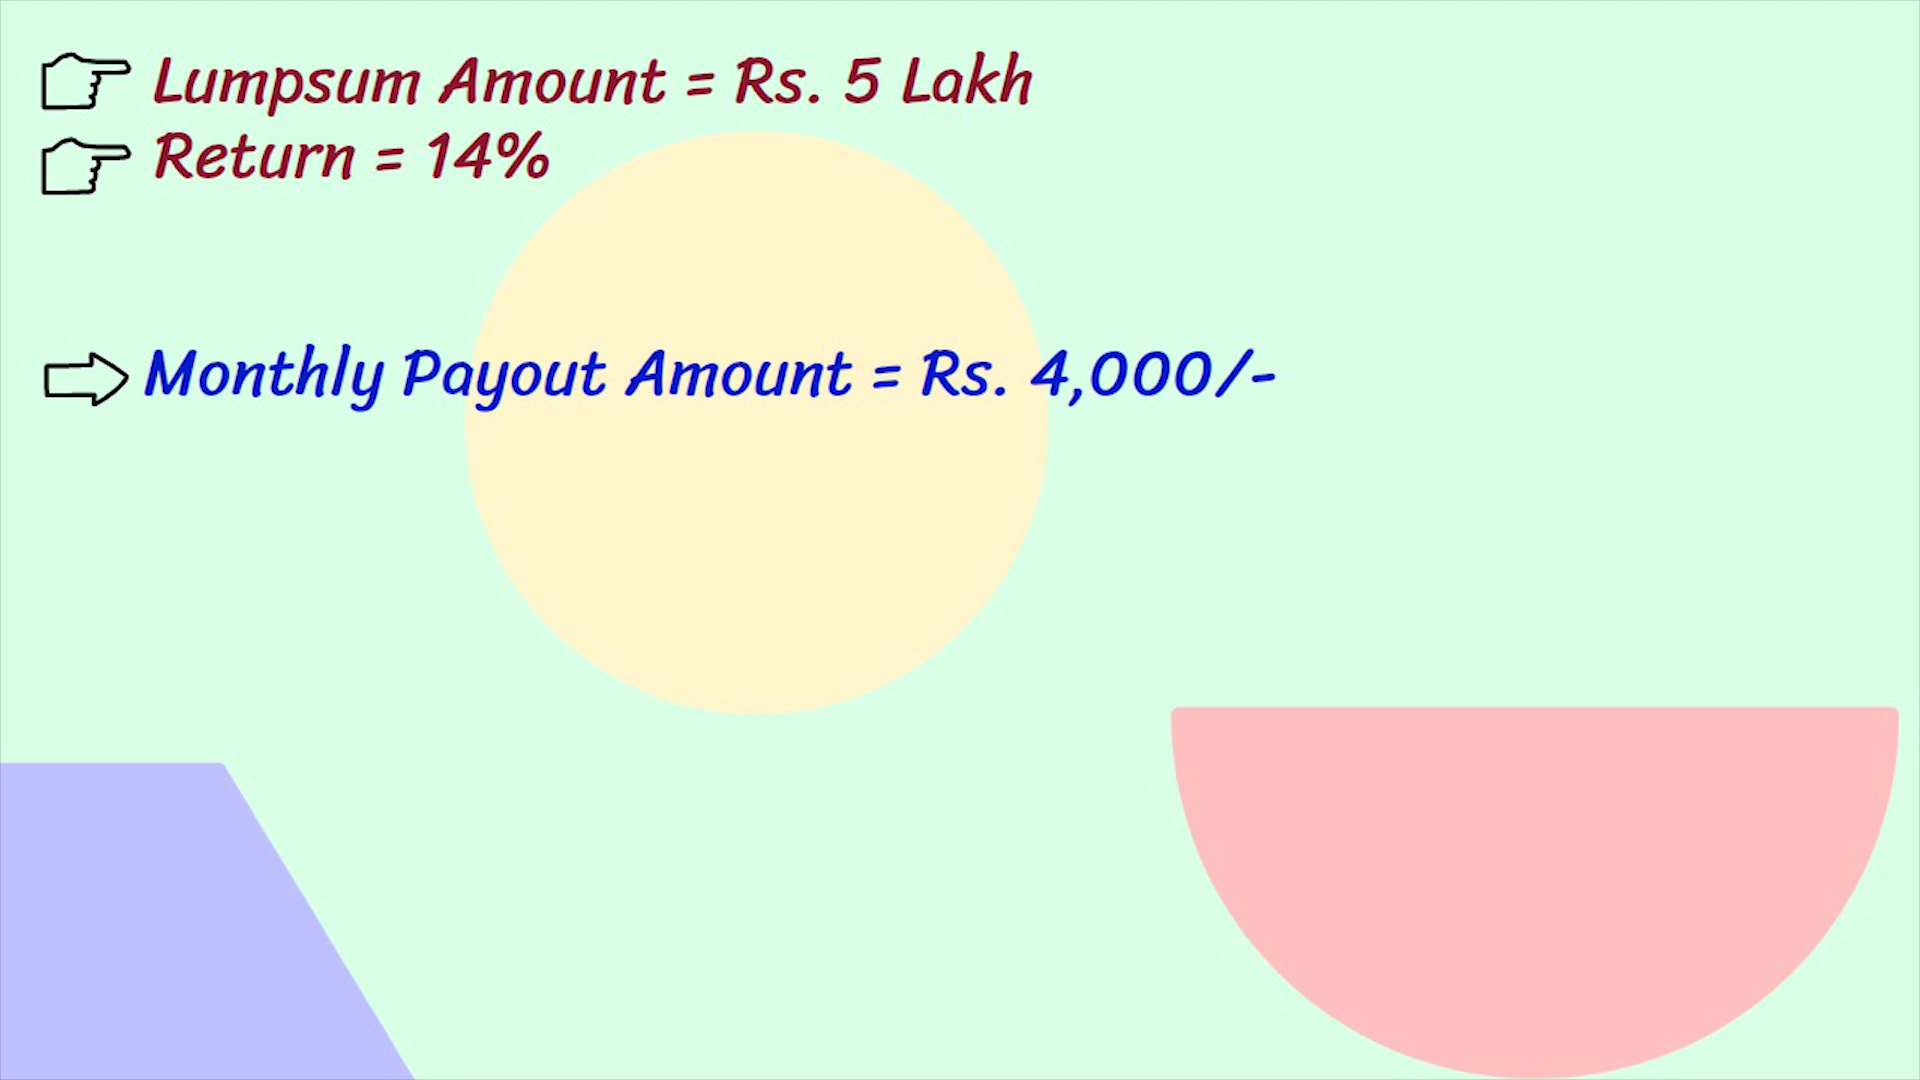 Lumpsum Amount = Rs. 5 Lakh
Return = 14%
Monthly Payout Amount = Rs. 4,000/-